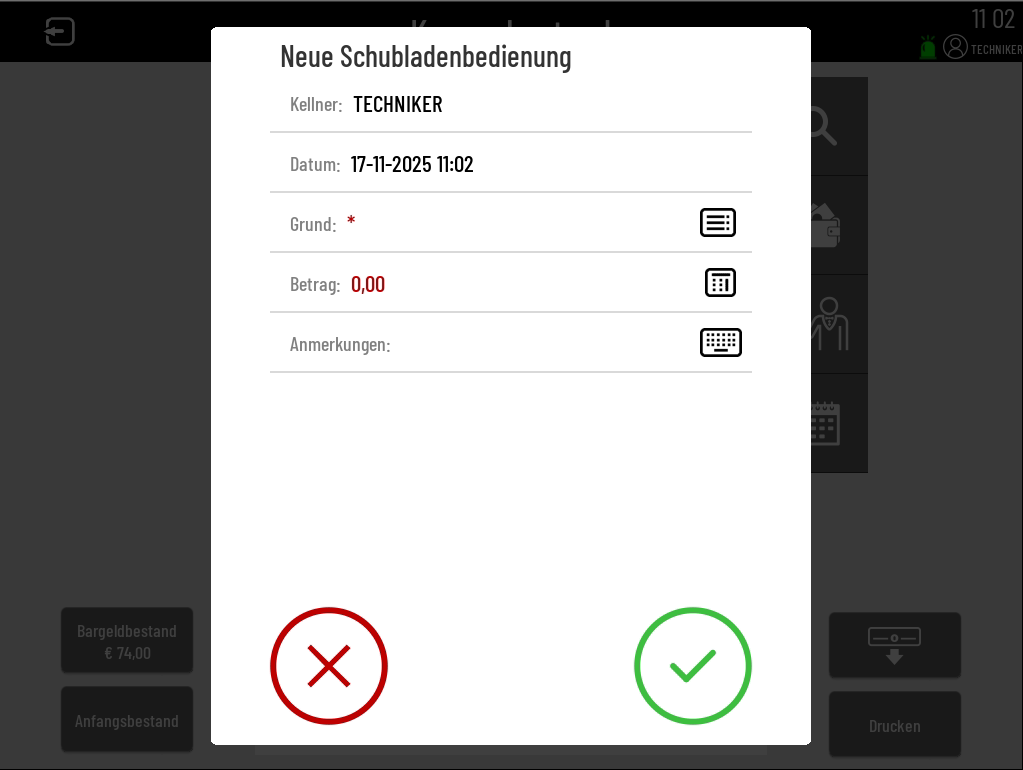 11 02
TECHNIKER
Neue Schubladenbedienung
Kellner: TECHNIKER
Datum: 17-11-2025 11:02
Grund: *
Betrag: 0,00
Anmerkungen:
Bargeldbestand
€ 74,00
Anfangsbestand
Drucken